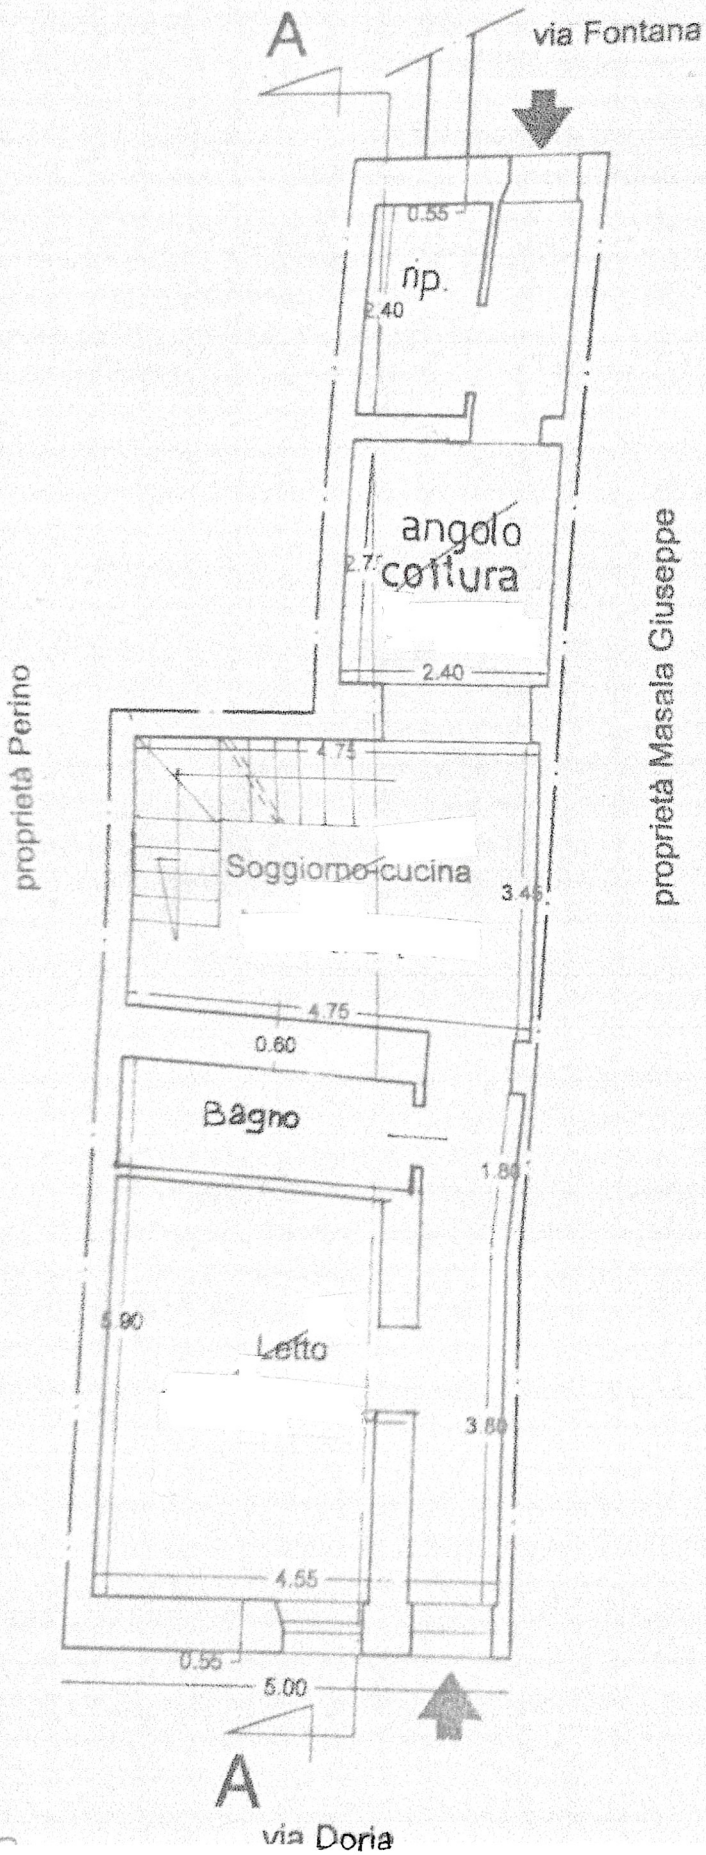 A
via Fontana
0.55
rip.
2.40
angolo
cottura
2.40
proprietà Masala Giuseppe
proprietà Perino
4.75
Soggiorno-cucina
3.45
4.75
0.60
Bagno
1.80
5.90
Letto
3.80
4.55
0.55
5.00
A
via Doria